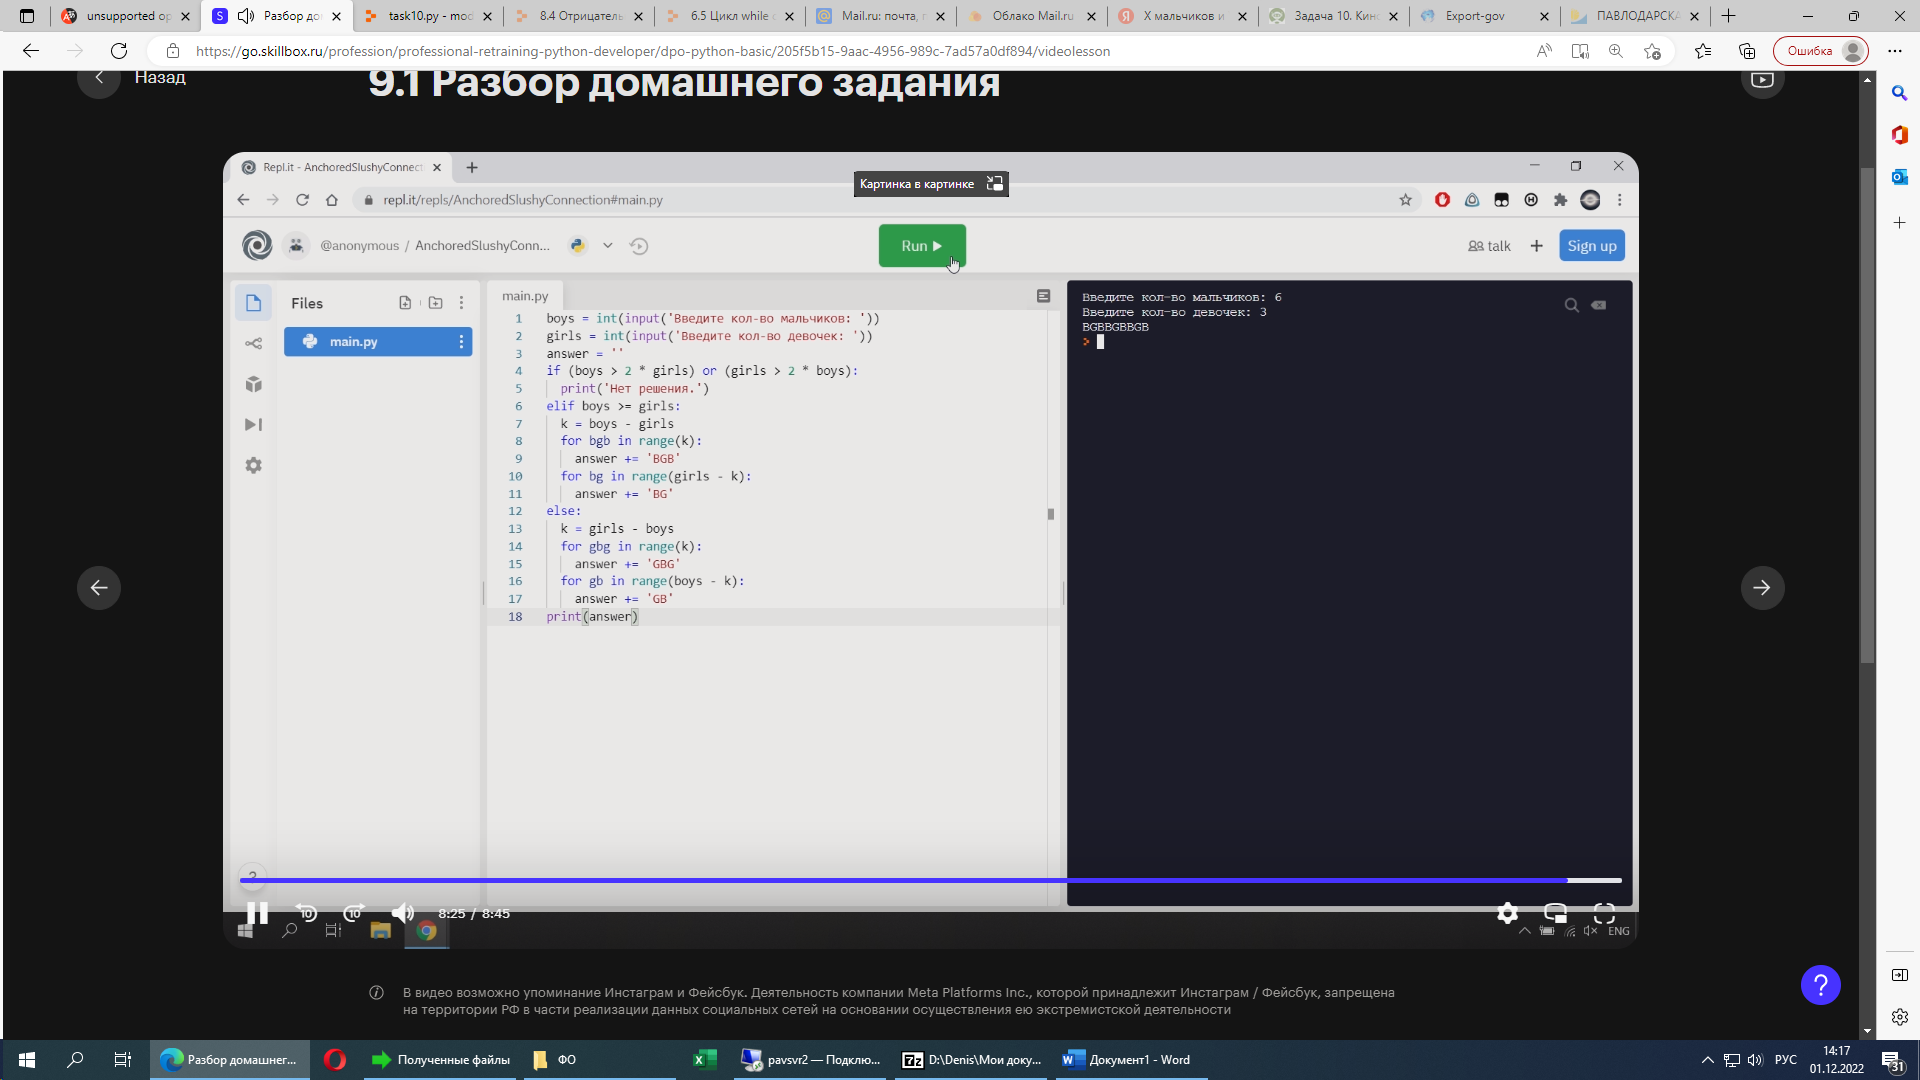 unsupported op
Разбор до
task10.py - mod
8.4 Отрицатель
6.5 Цикл while
Mail.ru: почта,
Облако Mail.ru
Х мальчиков и
Задача 10. Кин
Export-gov
ПАВЛОДАРСКА
https://go.skillbox.ru/profession/professional-retraining-python-developer/dpo-python-basic/205f5b15-9aac-4956-989c-7ad57a0df894/videolesson
Ошибка
Назад
9.1 Разбор домашнего задания
Repl.it - AnchoredSlushyConnect
Картинка в картинке
repl.it/repls/AnchoredSlushyConnection#main.py
@anonymous / AnchoredSlushyConn...
Run
talk
Sign up
Files
main.py
main.py
1 boys = int(input('Введите кол-во мальчиков: '))
2 girls = int(input('Введите кол-во девочек: '))
3 answer = ''
4 if (boys > 2 * girls) or (girls > 2 * boys):
5 print('Нет решения.')
6 elif boys >= girls:
7 k = boys - girls
8 for bgb in range(k):
9 answer += 'BGB'
10 for bg in range(girls - k):
11 answer += 'BG'
12 else:
13 k = girls - boys
14 for gbg in range(k):
15 answer += 'GBG'
16 for gb in range(boys - k):
17 answer += 'GB'
18 print(answer)
Введите кол-во мальчиков: 6
Введите кол-во девочек: 3
BGBBGBBGB
>
10
10
8:25 / 8:45
ENG
?
В видео возможно упоминание Инстаграм и Фейсбук. Деятельность компании Meta Platforms Inc., которой принадлежит Инстаграм / Фейсбук, запрещена
на территории РФ в части реализации данных социальных сетей на основании осуществления ею экстремистской деятельности
Разбор домашнег...
Полученные файлы
ФО
pavsvr2 — Подклю...
D:\Denis\Мои доку...
Документ1 - Word
РУС
14:17
01.12.2022
31